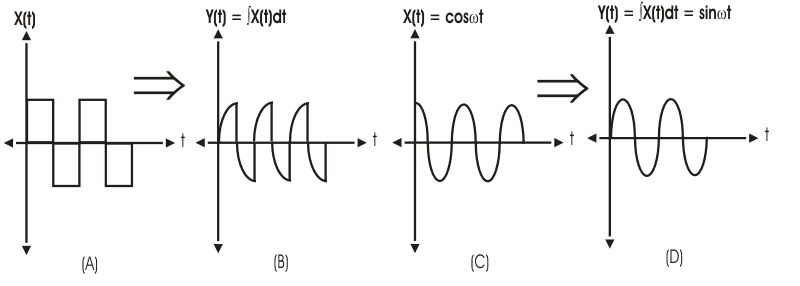 X(t)
Y(t) = ∫X(t)dt
X(t) = cosωt
Y(t) = ∫X(t)dt = sinωt
t
t
t
t
(A)
(B)
(C)
(D)